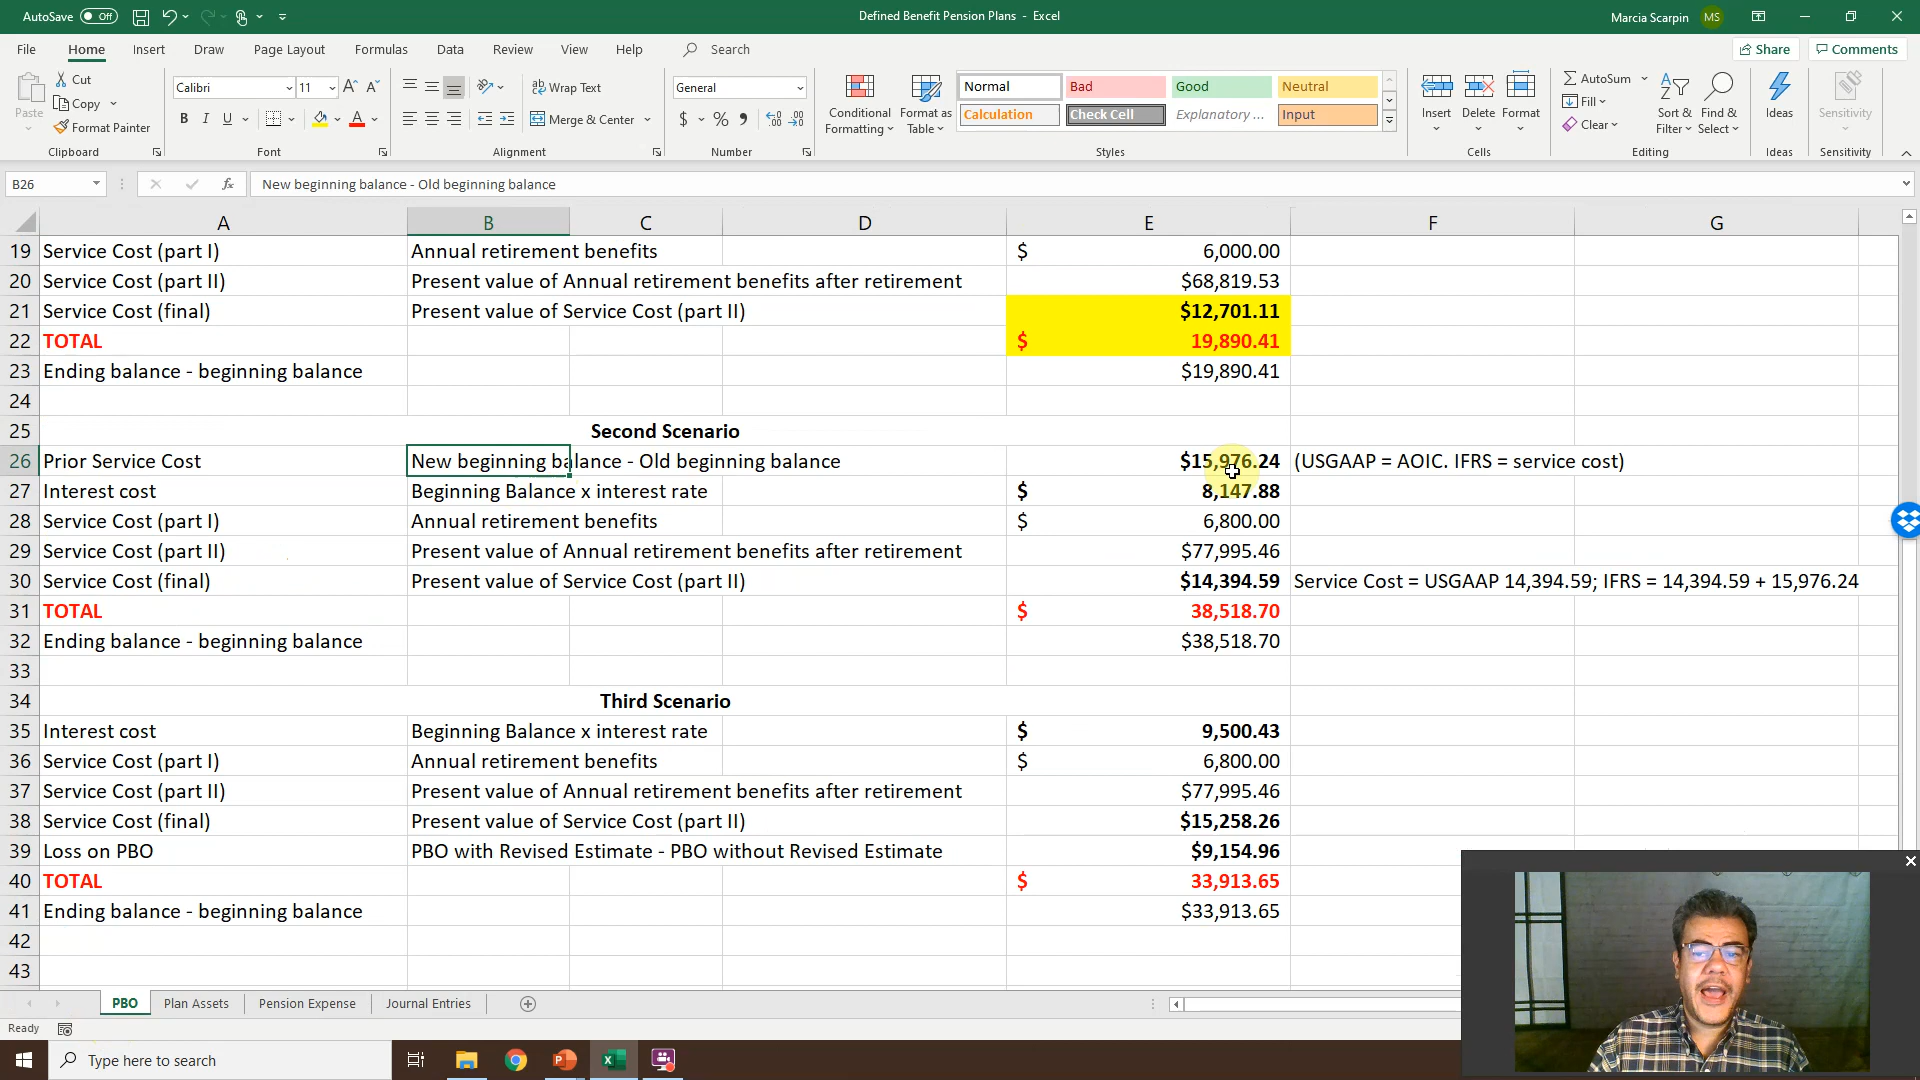 AutoSave Off
Defined Benefit Pension Plans - Excel
Marcia Scarpin MS
File Home Insert Draw Page Layout Formulas Data Review View Help Search
Share Comments
Paste
Cut
Copy
Format Painter
Calibri 11
B I U
Wrap Text
Merge & Center
General
$ % 9
Conditional Formatting
Format as Table
Normal Bad Good Neutral
Calculation Check Cell Explanatory ... Input
Insert Delete Format
AutoSum
Fill
Clear
Sort & Filter
Find & Select
Ideas
Sensitivity
Clipboard Font Alignment Number Styles Cells Editing Ideas Sensitivity
B26 fx New beginning balance - Old beginning balance
A B C D E F G
19 Service Cost (part I) Annual retirement benefits $ 6,000.00
20 Service Cost (part II) Present value of Annual retirement benefits after retirement $68,819.53
21 Service Cost (final) Present value of Service Cost (part II) $12,701.11
22 TOTAL $ 19,890.41
23 Ending balance - beginning balance $19,890.41
24
25 Second Scenario
26 Prior Service Cost New beginning balance - Old beginning balance $15,976.24 (USGAAP = AOIC. IFRS = service cost)
27 Interest cost Beginning Balance x interest rate $ 8,147.88
28 Service Cost (part I) Annual retirement benefits $ 6,800.00
29 Service Cost (part II) Present value of Annual retirement benefits after retirement $77,995.46
30 Service Cost (final) Present value of Service Cost (part II) $14,394.59 Service Cost = USGAAP 14,394.59; IFRS = 14,394.59 + 15,976.24
31 TOTAL $ 38,518.70
32 Ending balance - beginning balance $38,518.70
33
34 Third Scenario
35 Interest cost Beginning Balance x interest rate $ 9,500.43
36 Service Cost (part I) Annual retirement benefits $ 6,800.00
37 Service Cost (part II) Present value of Annual retirement benefits after retirement $77,995.46
38 Service Cost (final) Present value of Service Cost (part II) $15,258.26
39 Loss on PBO PBO with Revised Estimate - PBO without Revised Estimate $9,154.96
40 TOTAL $ 33,913.65
41 Ending balance - beginning balance $33,913.65
42
43
PBO Plan Assets Pension Expense Journal Entries
Ready
Type here to search